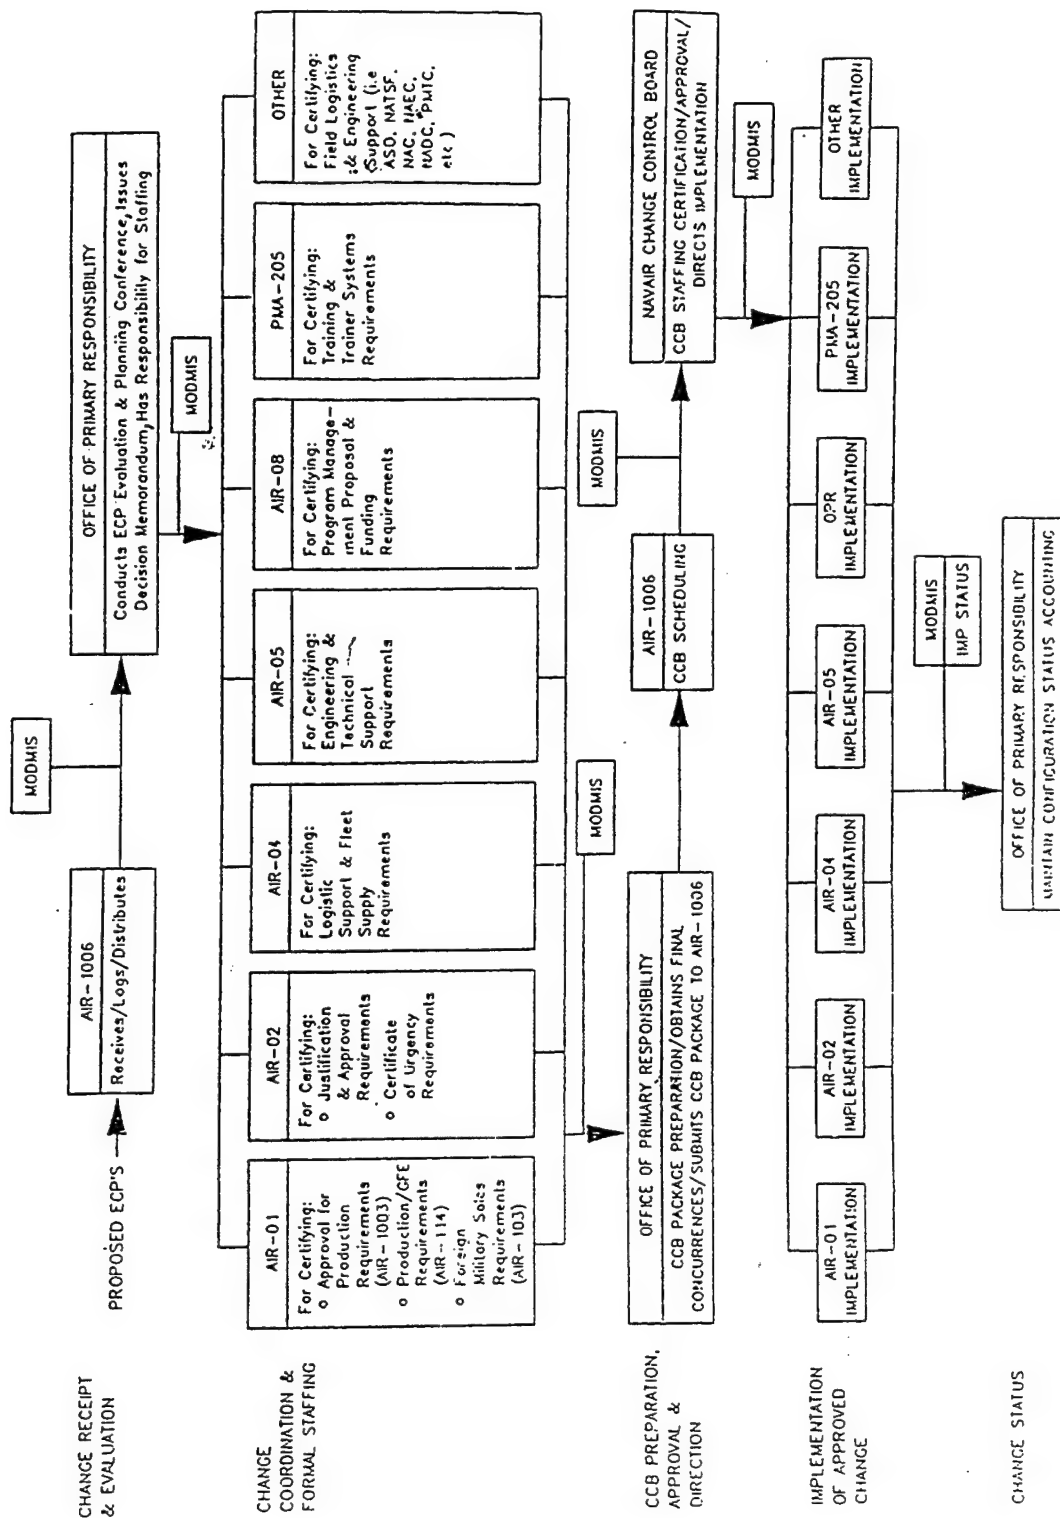 CHANGE RECEIPT
& EVALUATION
PROPOSED ECP'S
AIR-1006
Receives/Logs/Distributes
MODMIS
OFFICE OF PRIMARY RESPONSIBILITY
Conducts ECP Evaluation & Planning Conference, Issues
Decision Memorandum, Has Responsibility for Staffing
MODMIS
CHANGE
COORDINATION &
FORMAL STAFFING
AIR-01
For Certifying:
o Approval for
Production
Requirements
(AIR-1003)
o Production/GFE
Requirements
(AIR-114)
o Foreign
Military Sales
Requirements
(AIR-103)
AIR-02
For Certifying:
o Justification
& Approval
Requirements
o Certificate
of Urgency
Requirements
AIR-04
For Certifying:
Logistic
Support & Fleet
Supply
Requirements
AIR-05
For Certifying:
Engineering &
Technical
Support
Requirements
AIR-08
For Certifying:
Program Manage-
ment Proposal &
Funding
Requirements
PMA-205
For Certifying:
Training &
Trainer Systems
Requirements
OTHER
For Certifying:
Field Logistics
& Engineering
Support (i.e
ASO, NATSF,
NAC, NAEC,
NADC, PMTC,
etc)
MODMIS
CCB PREPARATION,
APPROVAL &
DIRECTION
OFFICE OF PRIMARY RESPONSIBILITY
CCB PACKAGE PREPARATION/OBTAINS FINAL
CONCURRENCES/SUBMITS CCB PACKAGE TO AIR-1006
AIR-1006
CCB SCHEDULING
MODMIS
NAVAIR CHANGE CONTROL BOARD
CCB STAFFING CERTIFICATION/APPROVAL/
DIRECTS IMPLEMENTATION
MODMIS
IMPLEMENTATION
OF APPROVED
CHANGE
AIR-01
IMPLEMENTATION
AIR-02
IMPLEMENTATION
AIR-04
IMPLEMENTATION
AIR-05
IMPLEMENTATION
OPR
IMPLEMENTATION
PMA-205
IMPLEMENTATION
OTHER
IMPLEMENTATION
MODMIS
IMP STATUS
CHANGE STATUS
OFFICE OF PRIMARY RESPONSIBILITY
MAINTAIN CONFIGURATION STATUS ACCOUNTING